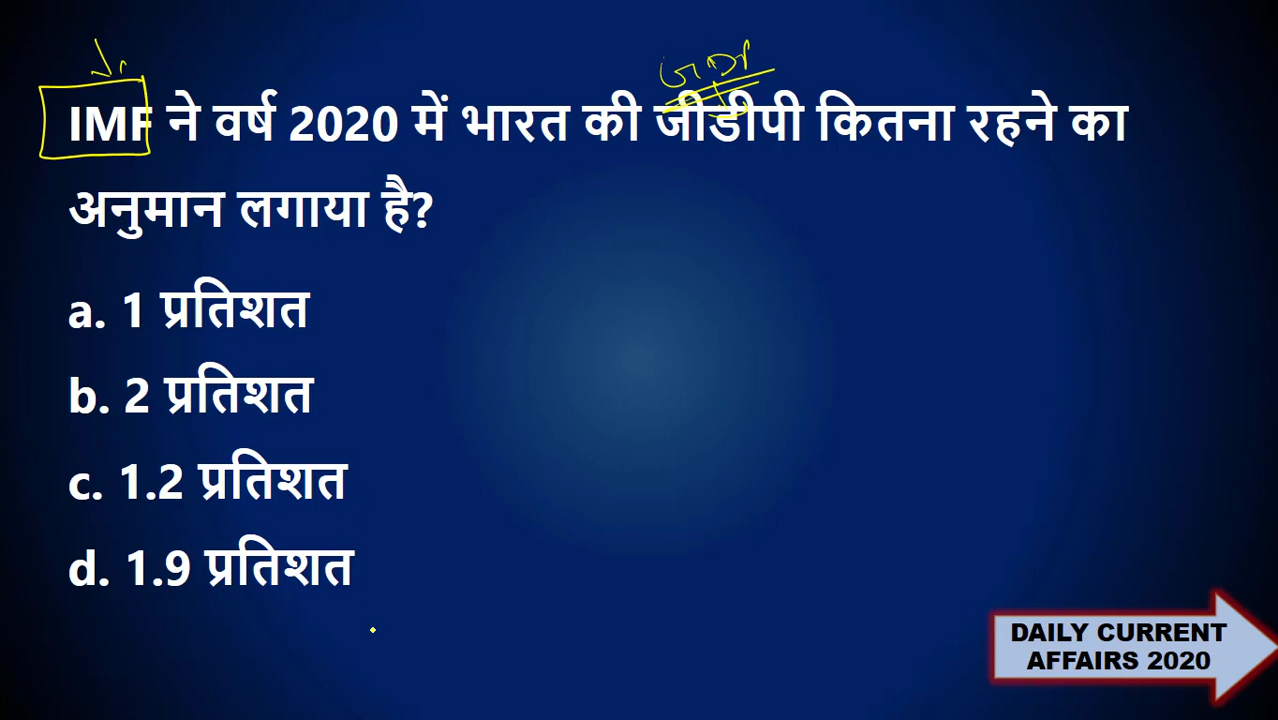 IMF ने वर्ष 2020 में भारत की जीडीपी कितना रहने का
अनुमान लगाया है?
a. 1 प्रतिशत
b. 2 प्रतिशत
c. 1.2 प्रतिशत
d. 1.9 प्रतिशत
DAILY CURRENT
AFFAIRS 2020